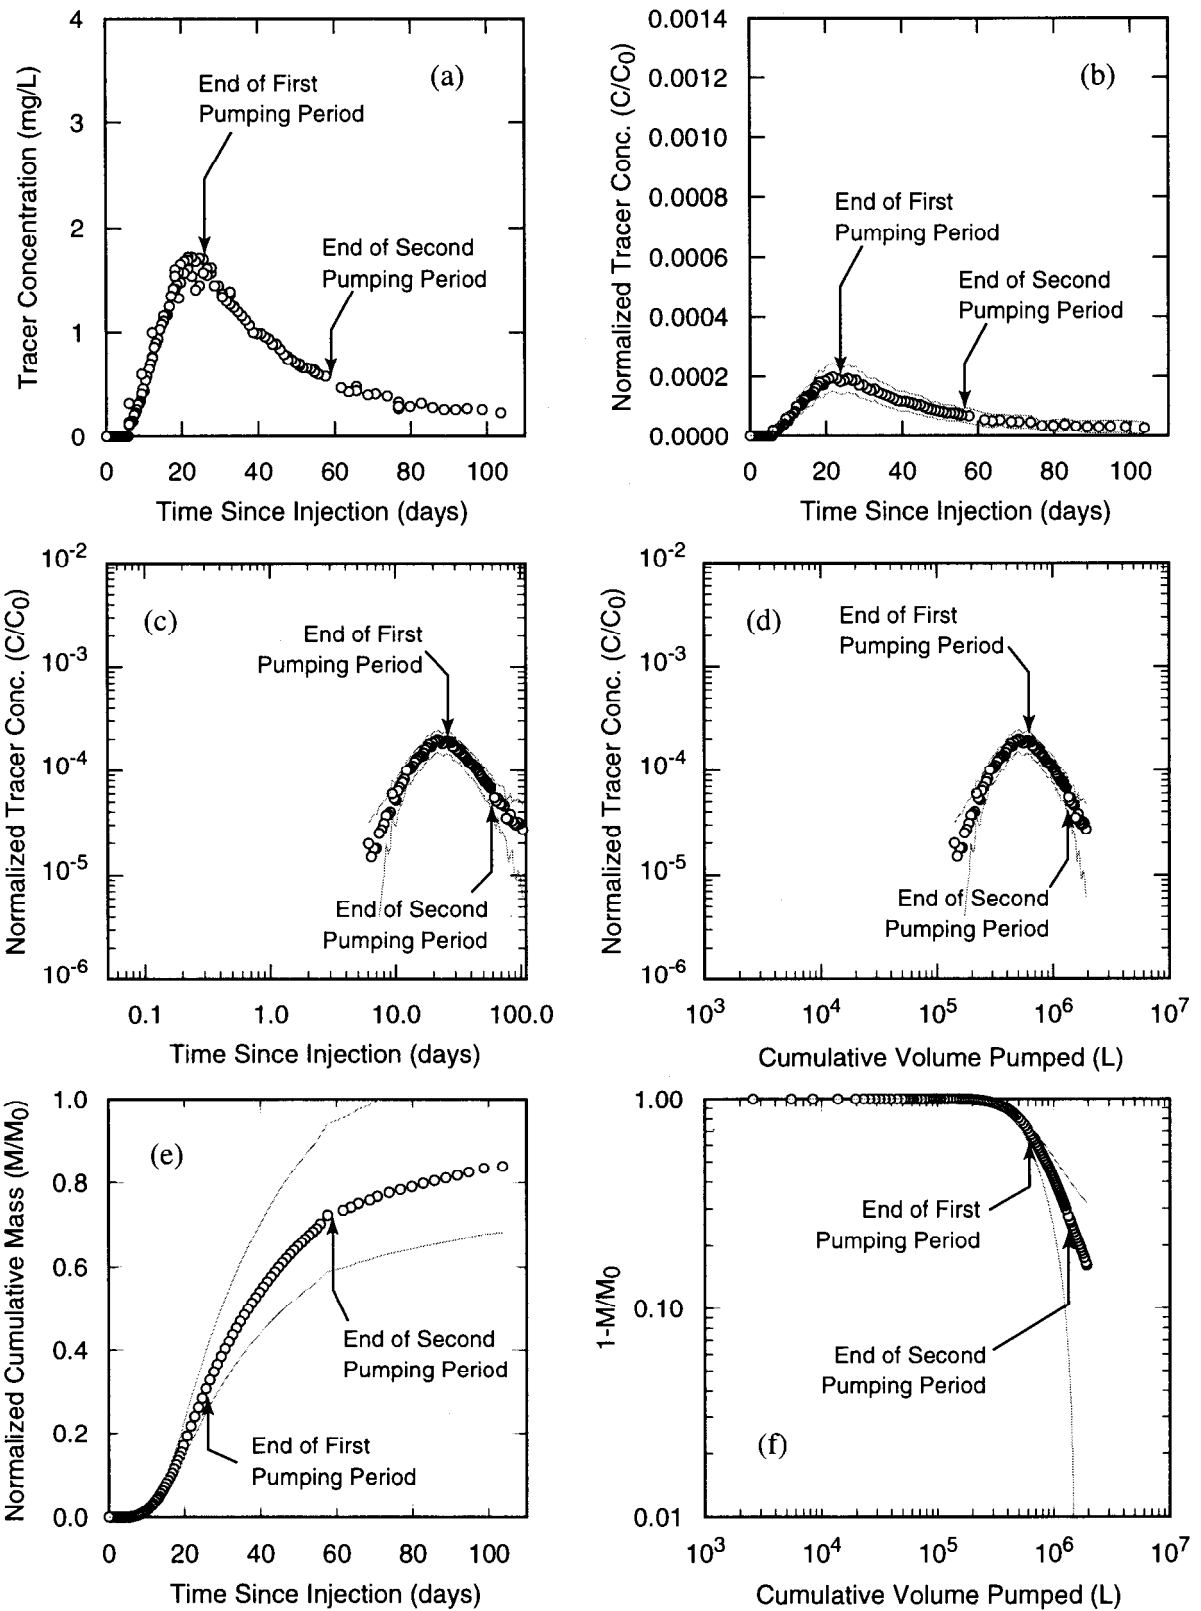 4
3
2
1
0
Tracer Concentration (mg/L)
(a)
End of First
Pumping Period
End of Second
Pumping Period
0 20 40 60 80 100
Time Since Injection (days)
0.0014
0.0012
0.0010
0.0008
0.0006
0.0004
0.0002
0.0000
Normalized Tracer Conc. (C/C0)
(b)
End of First
Pumping Period
End of Second
Pumping Period
0 20 40 60 80 100
Time Since Injection (days)
10-2
10-3
10-4
10-5
10-6
Normalized Tracer Conc. (C/C0)
(c)
End of First
Pumping Period
End of Second
Pumping Period
0.1 1.0 10.0 100.0
Time Since Injection (days)
10-2
10-3
10-4
10-5
10-6
Normalized Tracer Conc. (C/C0)
(d)
End of First
Pumping Period
End of Second
Pumping Period
103 104 105 106 107
Cumulative Volume Pumped (L)
1.0
0.8
0.6
0.4
0.2
0.0
Normalized Cumulative Mass (M/M0)
(e)
End of Second
Pumping Period
End of First
Pumping Period
0 20 40 60 80 100
Time Since Injection (days)
1.00
0.10
0.01
1-M/M0
End of First
Pumping Period
End of Second
Pumping Period
(f)
103 104 105 106 107
Cumulative Volume Pumped (L)